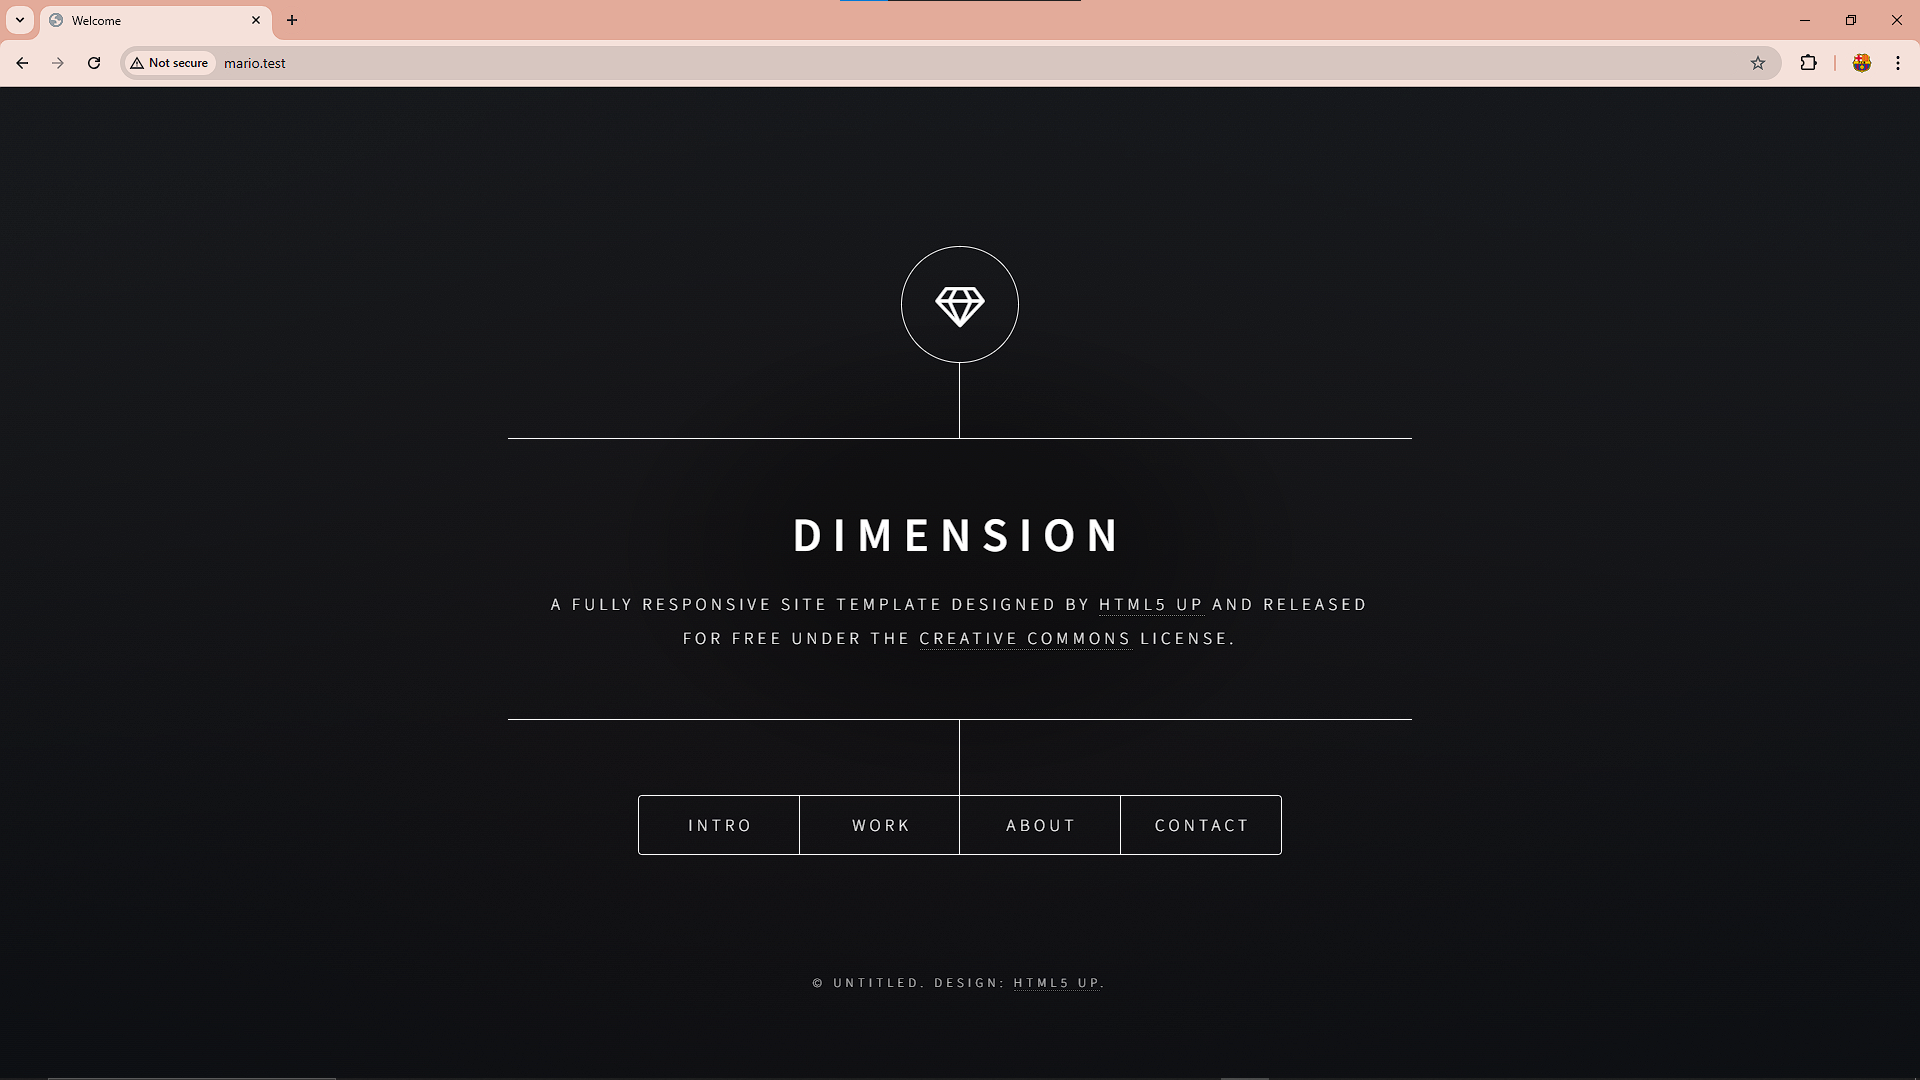 Welcome
Not secure
mario.test
DIMENSION
A FULLY RESPONSIVE SITE TEMPLATE DESIGNED BY HTML5 UP AND RELEASED
FOR FREE UNDER THE CREATIVE COMMONS LICENSE.
INTRO
WORK
ABOUT
CONTACT
© UNTITLED. DESIGN: HTML5 UP.